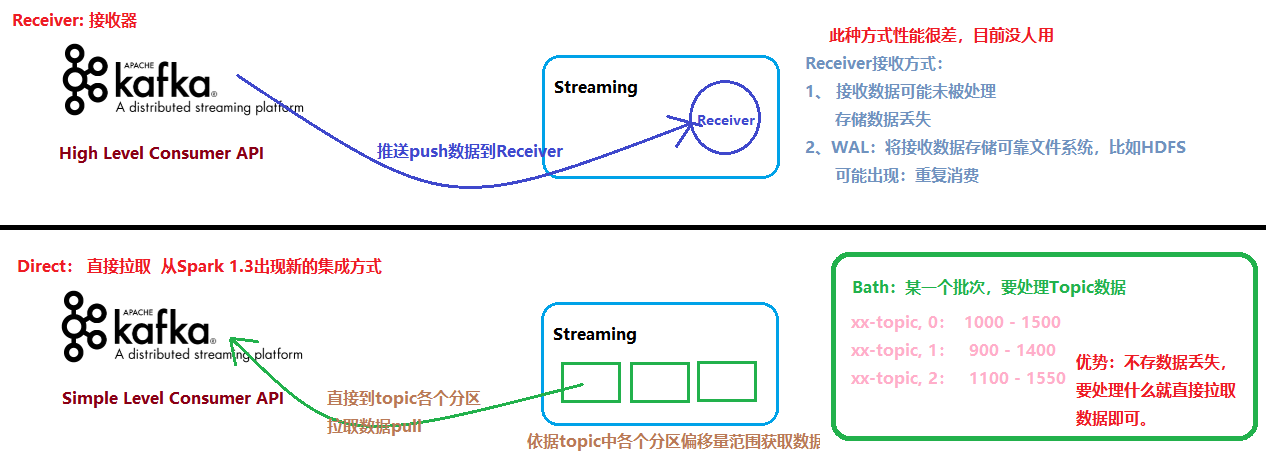 Receiver: 接收器
APACHE
kafka®
A distributed streaming platform
High Level Consumer API
推送push数据到Receiver
Streaming
Receiver
此种方式性能很差，目前没人用
Receiver接收方式：
1、 接收数据可能未被处理
存储数据丢失
2、WAL：将接收数据存储可靠文件系统，比如HDFS
可能出现：重复消费
Direct： 直接拉取 从Spark 1.3出现新的集成方式
APACHE
kafka®
A distributed streaming platform
Simple Level Consumer API
直接到topic各个分区
拉取数据pull
Streaming
依据topic中各个分区偏移量范围获取数据
Bath：某一个批次，要处理Topic数据
xx-topic, 0： 1000 - 1500
xx-topic, 1： 900 - 1400
xx-topic, 2： 1100 - 1550
优势：不存数据丢失，
要处理什么就直接拉取
数据即可。